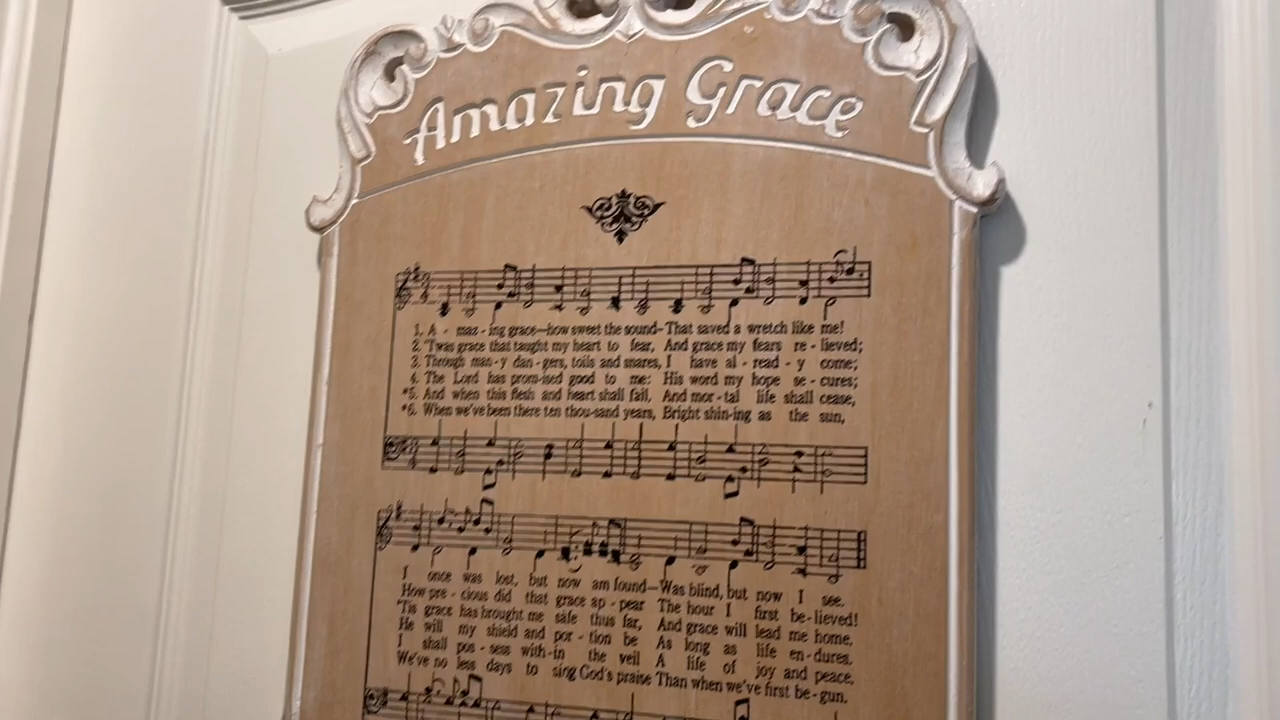 Amazing Grace
1. A - maz - ing grace—how sweet the sound—That saved a wretch like me!
2. 'Twas grace that taught my heart to fear, And grace my fears re - lieved;
3. Through man - y dan - gers, toils and snares, I have al - read - y come;
4. The Lord has prom-ised good to me: His word my hope se - cures;
*5. And when this flesh and heart shall fail, And mor - tal life shall cease,
*6. When we've been there ten thou-sand years, Bright shin-ing as the sun,
I once was lost, but now am found—Was blind, but now I see.
How pre - cious did that grace ap - pear The hour I first be - lieved!
'Tis grace has brought me safe thus far, And grace will lead me home.
He will my shield and por - tion be As long as life en - dures.
I shall pos - sess with-in the veil A life of joy and peace.
We've no less days to sing God's praise Than when we've first be - gun.